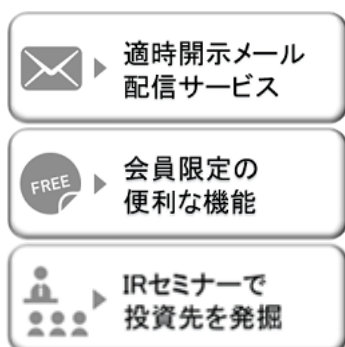 適時開示メール
配信サービス
FREE
会員限定の
便利な機能
IRセミナーで
投資先を発掘